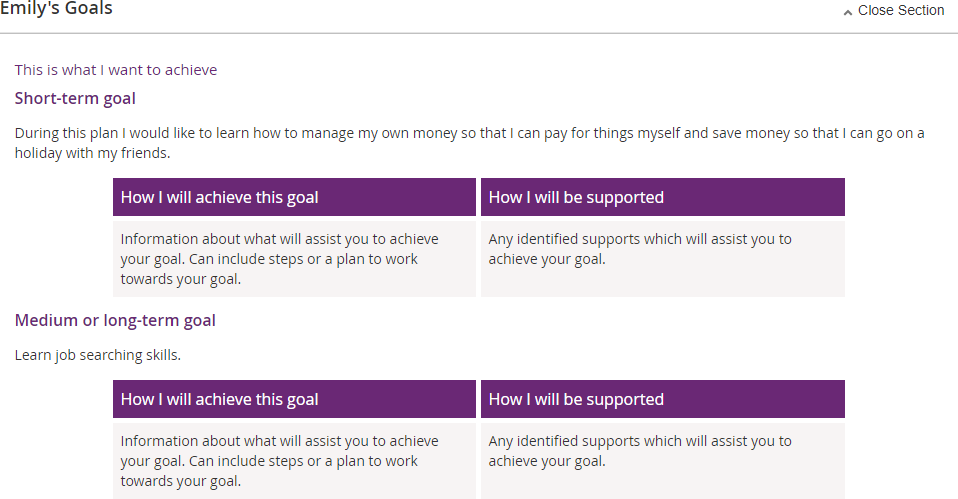 Emily's Goals
Close Section
This is what I want to achieve
Short-term goal
During this plan I would like to learn how to manage my own money so that I can pay for things myself and save money so that I can go on a
holiday with my friends.
How I will achieve this goal
How I will be supported
Information about what will assist you to achieve
your goal. Can include steps or a plan to work
towards your goal.
Any identified supports which will assist you to
achieve your goal.
Medium or long-term goal
Learn job searching skills.
How I will achieve this goal
How I will be supported
Information about what will assist you to achieve
your goal. Can include steps or a plan to work
towards your goal.
Any identified supports which will assist you to
achieve your goal.